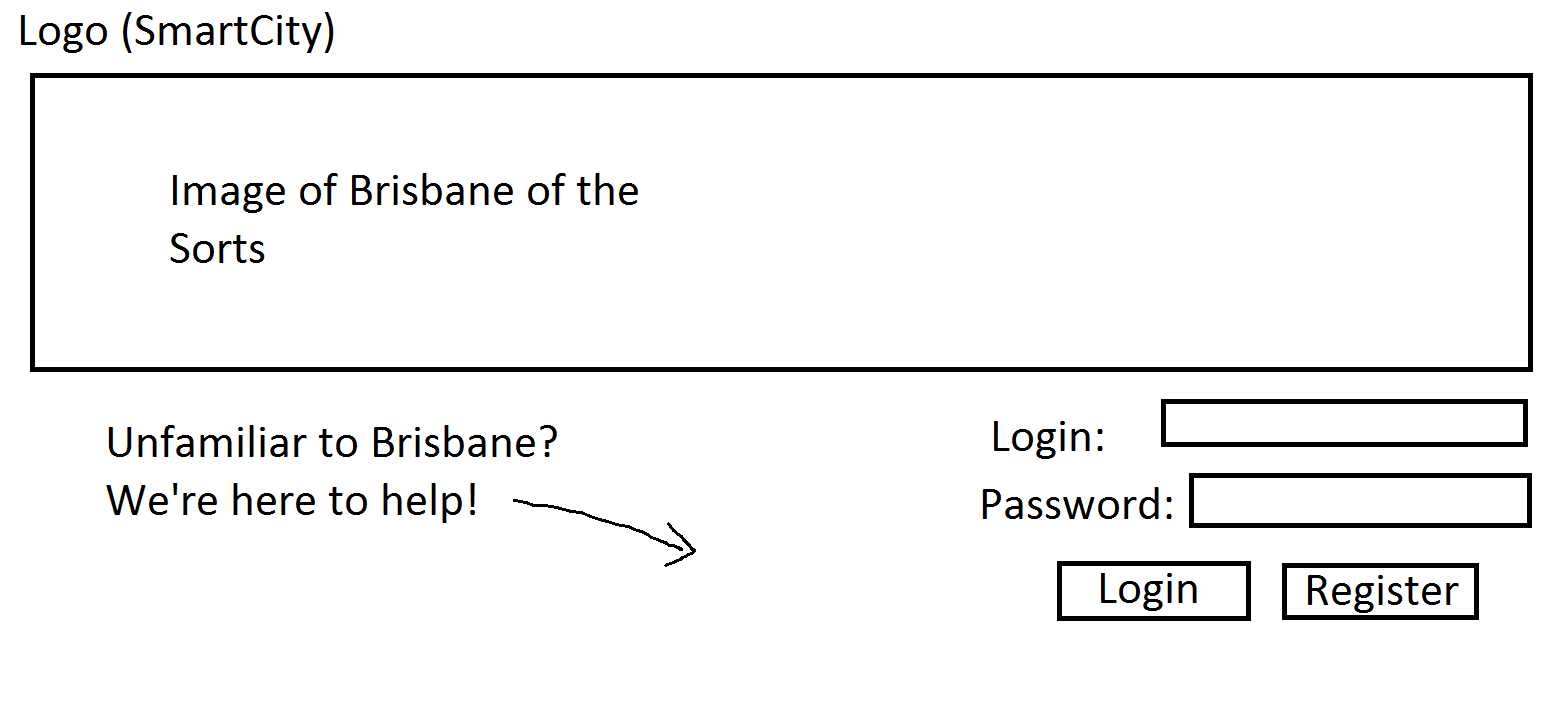 Logo (SmartCity)
Image of Brisbane of the
Sorts
Unfamiliar to Brisbane?
We're here to help!
Login:
Password:
Login
Register